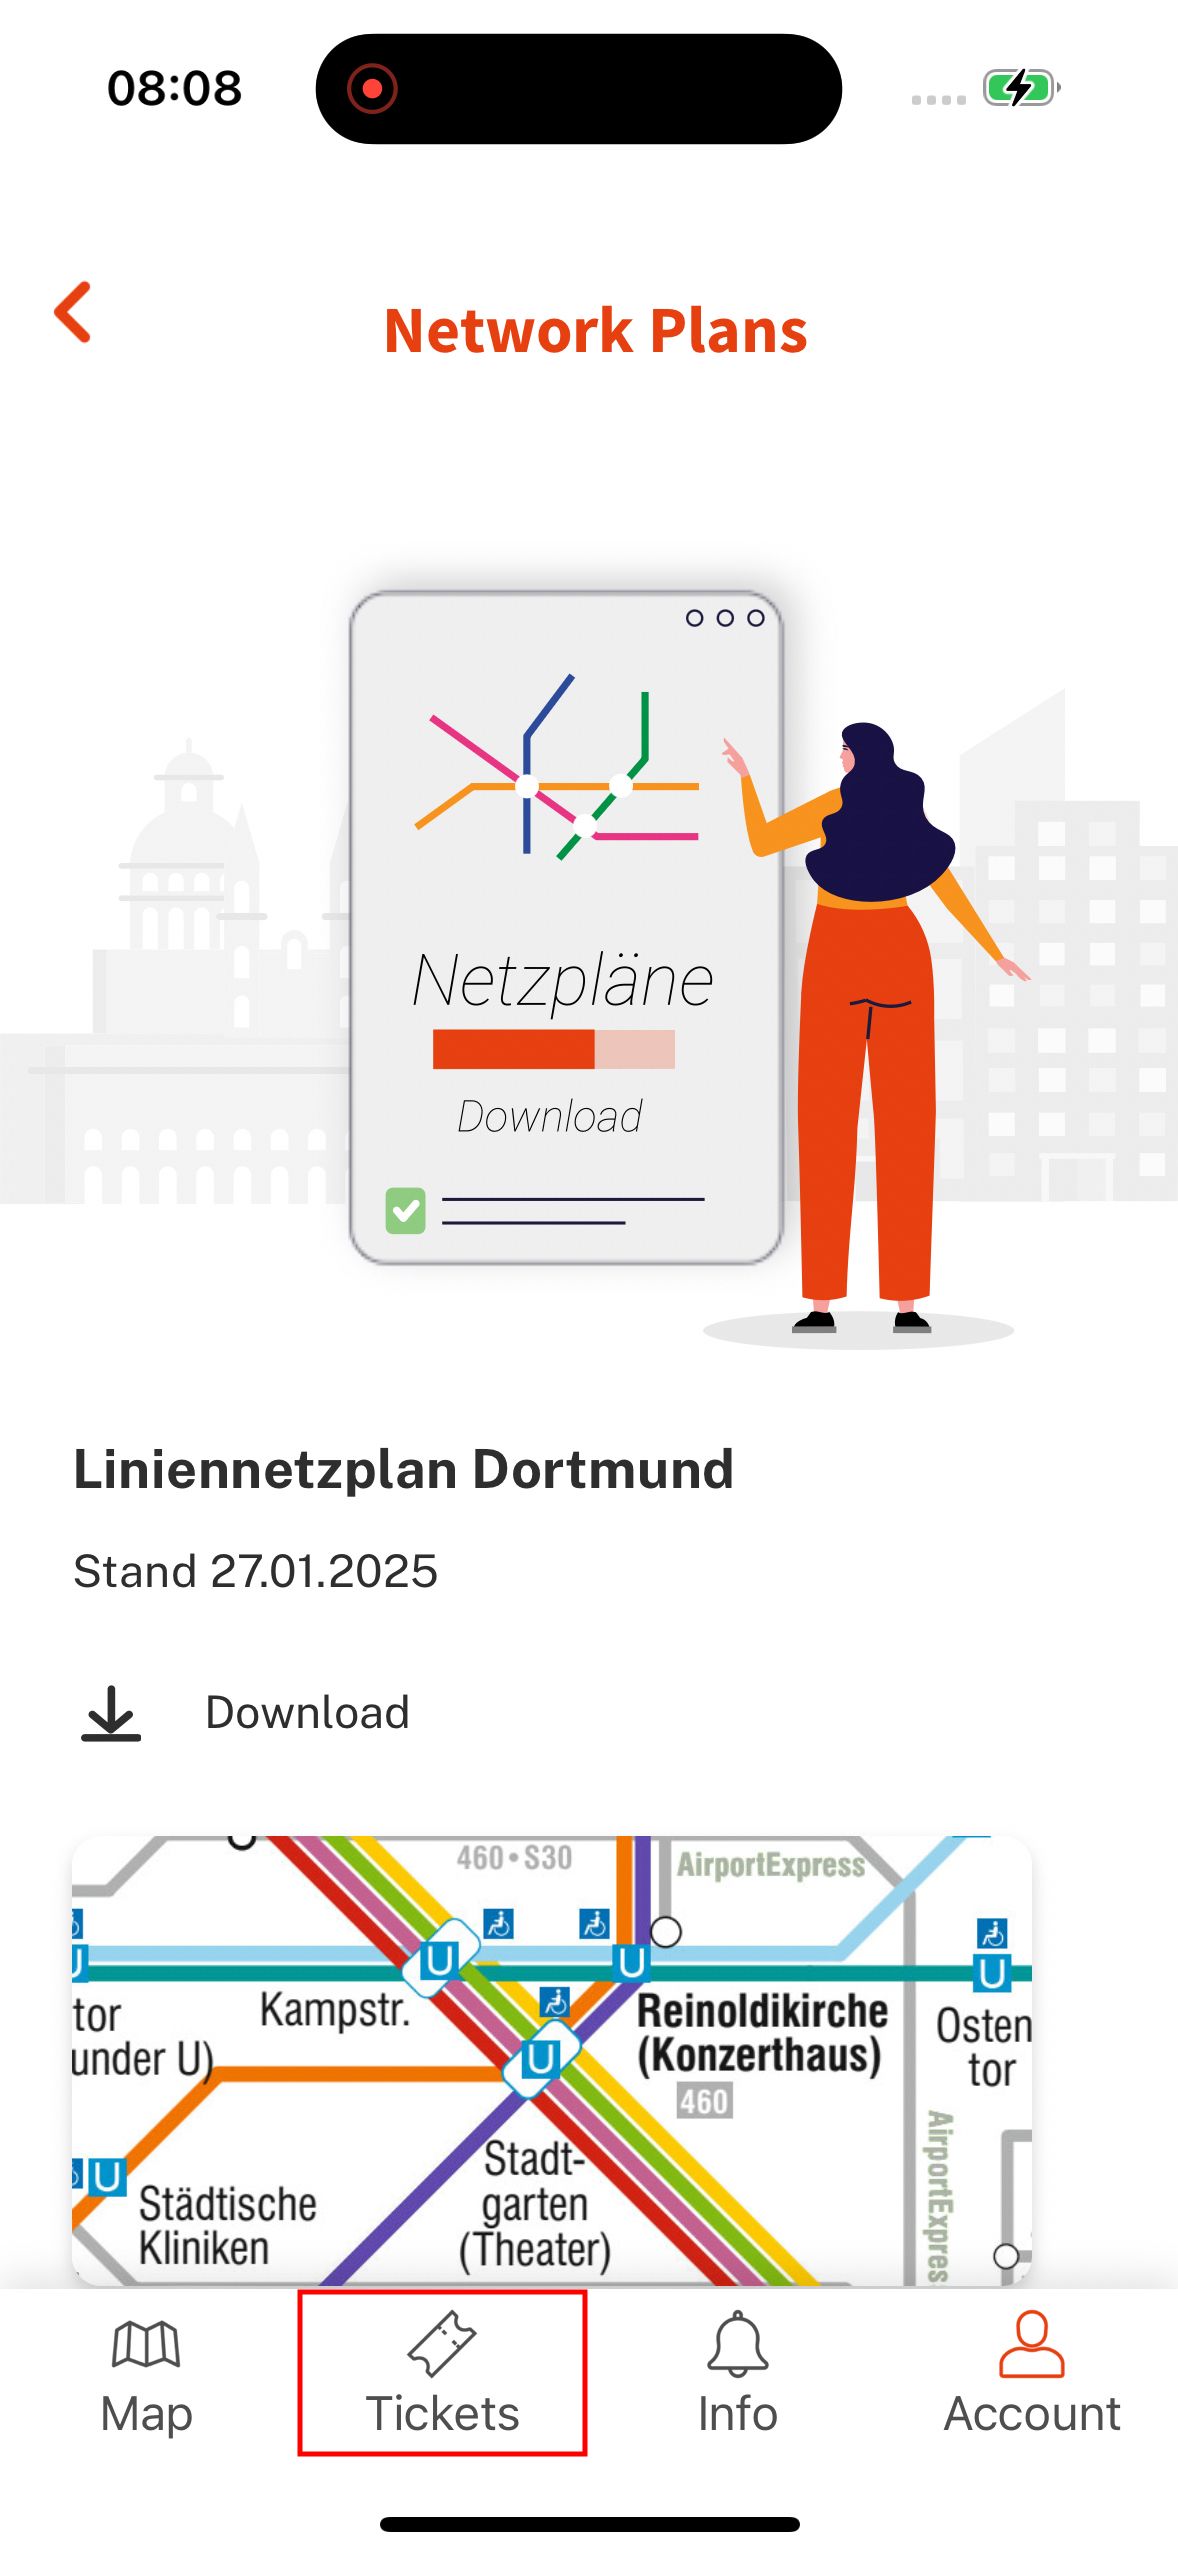 08:08
Network Plans
Netzpläne
Download
Liniennetzplan Dortmund
Stand 27.01.2025
Download
460•S30
AirportExpress
U
U
U
U
tor
under U)
Kampstr.
Reinoldikirche
(Konzerthaus)
460
Osten
tor
U
U
Stadt-
garten
(Theater)
Städtische
Kliniken
AirportExpres
Map
Tickets
Info
Account